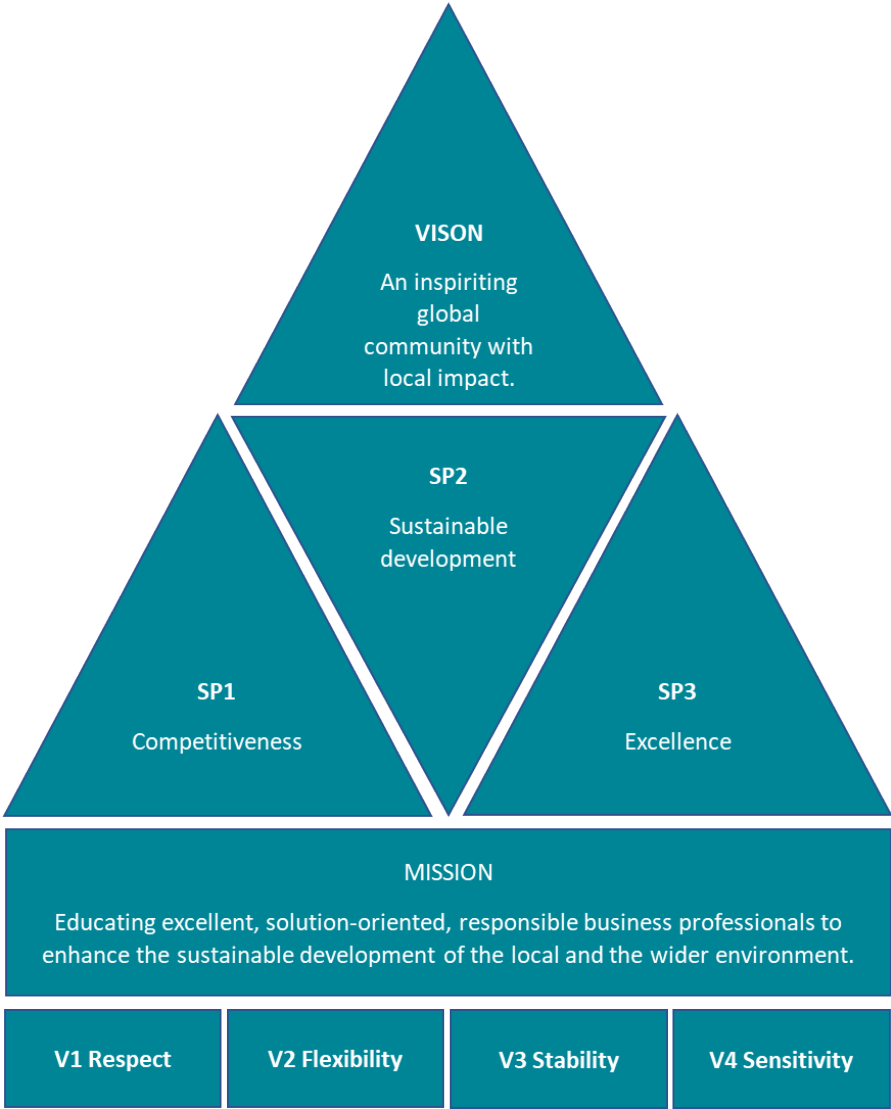 VISON
An inspiriting
global
community with
local impact.
SP2
Sustainable
development
SP1
Competitiveness
SP3
Excellence
MISSION
Educating excellent, solution-oriented, responsible business professionals to
enhance the sustainable development of the local and the wider environment.
V1 Respect
V2 Flexibility
V3 Stability
V4 Sensitivity